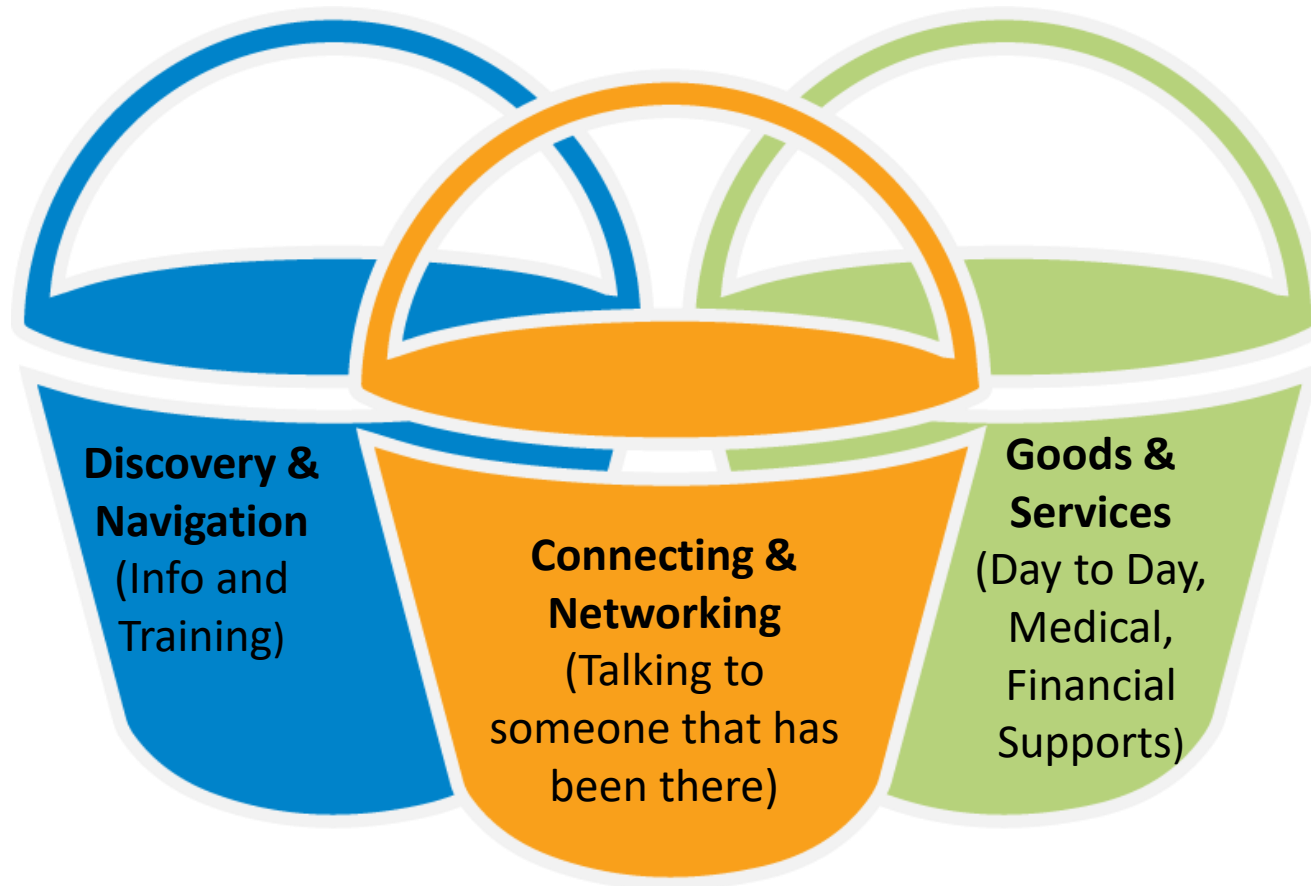 Discovery &
Navigation
(Info and
Training)
Connecting &
Networking
(Talking to
someone that has
been there)
Goods &
Services
(Day to Day,
Medical,
Financial
Supports)